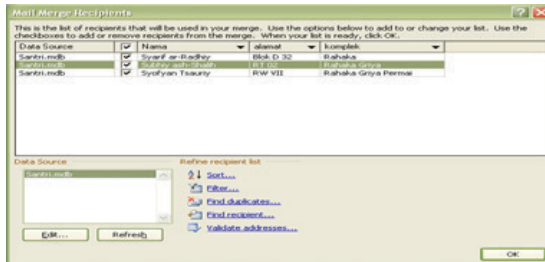 Mail Merge Recipients
This is the list of recipients that will be used in your merge. Use the options below to add to or change your list. Use the
checkboxes to add or remove recipients from the merge. When your list is ready, click OK.
Data Source Nama alamat komplek
Santri.mdb Syarif ar-Radhiy Blok D 32 Rahaka
Santri.mdb Subhiy ash-Shalih RT 02 Rahaka Griya
Santri.mdb Syofyan Tsauriy RW VII Rahaka Griya Permai
Data Source Refine recipient list
Santri.mdb
Sort...
Filter...
Find duplicates...
Find recipient...
Validate addresses...
Edit... Refresh
OK